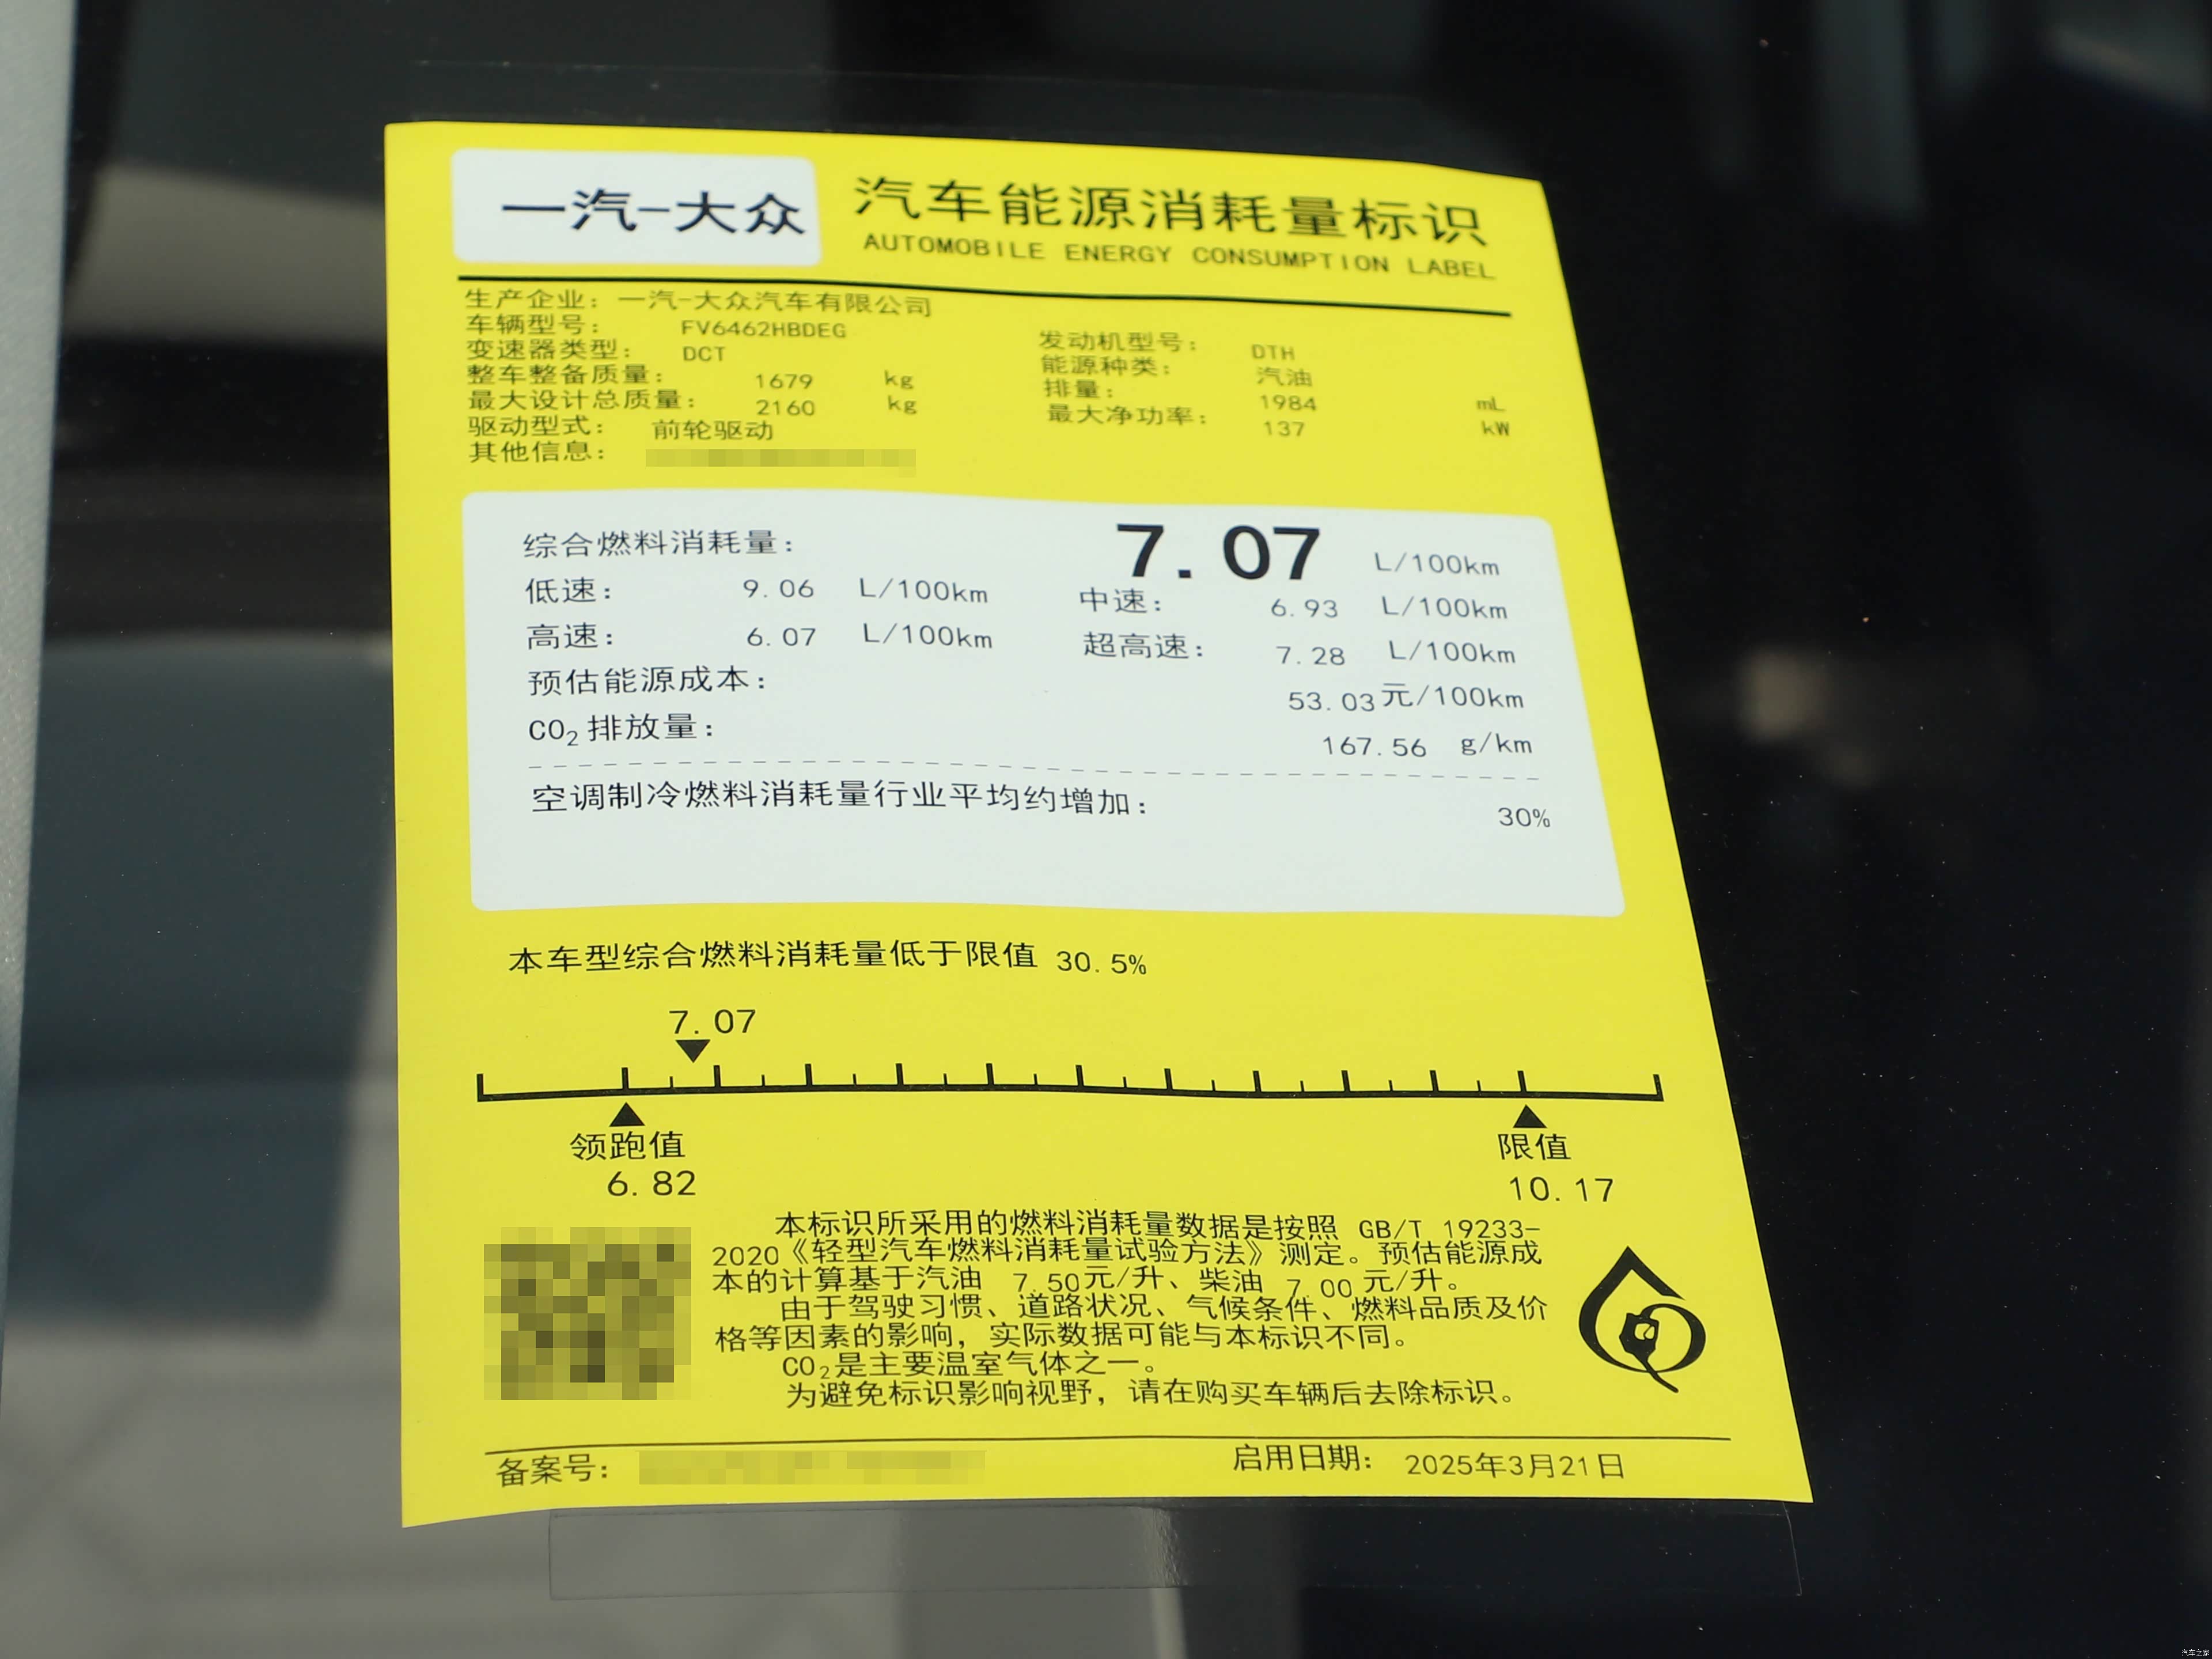 一汽-大众
汽车能源消耗量标识
AUTOMOBILE ENERGY CONSUMPTION LABEL
生产企业：一汽-大众汽车有限公司
车辆型号： FV6462HBDEG 发动机型号： DTH
变速器类型： DCT 能源种类： 汽油
整车整备质量： 1679 kg 排量： 1984 mL
最大设计总质量： 2160 kg 最大净功率： 137 kW
驱动型式： 前轮驱动
其他信息：
综合燃料消耗量： 7.07 L/100km
低速： 9.06 L/100km 中速： 6.93 L/100km
高速： 6.07 L/100km 超高速： 7.28 L/100km
预估能源成本： 53.03元/100km
CO₂排放量： 167.56 g/km
空调制冷燃料消耗量行业平均约增加： 30%
本车型综合燃料消耗量低于限值 30.5%
7.07
领跑值 限值
6.82 10.17
本标识所采用的燃料消耗量数据是按照 GB/T 19233-
2020《轻型汽车燃料消耗量试验方法》测定。预估能源成
本的计算基于汽油 7.50元/升、柴油 7.00元/升。
由于驾驶习惯、道路状况、气候条件、燃料品质及价
格等因素的影响，实际数据可能与本标识不同。
CO₂是主要温室气体之一。
为避免标识影响视野，请在购买车辆后去除标识。
备案号： 启用日期： 2025年3月21日
汽车之家